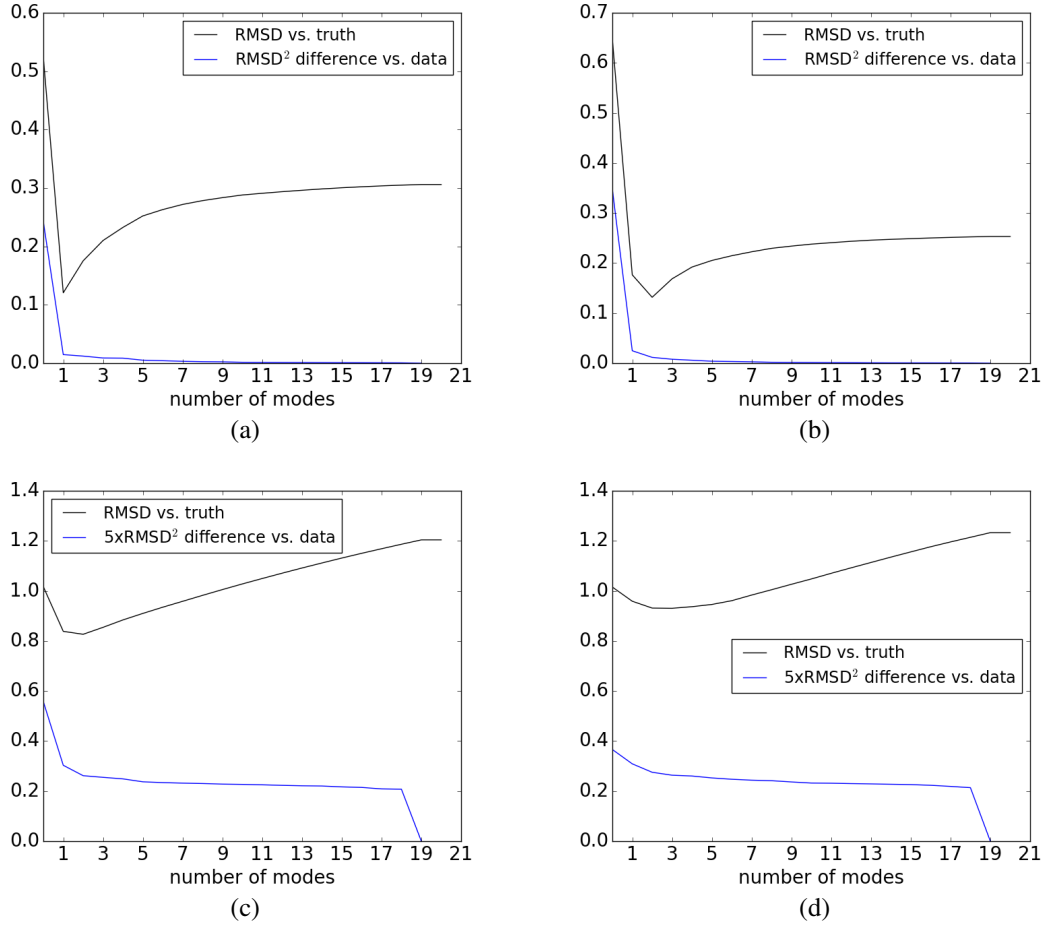 0.6
0.5
0.4
0.3
0.2
0.1
0.0
RMSD vs. truth
RMSD² difference vs. data
1 3 5 7 9 11 13 15 17 19 21
number of modes
(a)
0.7
0.6
0.5
0.4
0.3
0.2
0.1
0.0
RMSD vs. truth
RMSD² difference vs. data
1 3 5 7 9 11 13 15 17 19 21
number of modes
(b)
1.4
1.2
1.0
0.8
0.6
0.4
0.2
0.0
RMSD vs. truth
5xRMSD² difference vs. data
1 3 5 7 9 11 13 15 17 19 21
number of modes
(c)
1.4
1.2
1.0
0.8
0.6
0.4
0.2
0.0
RMSD vs. truth
5xRMSD² difference vs. data
1 3 5 7 9 11 13 15 17 19 21
number of modes
(d)